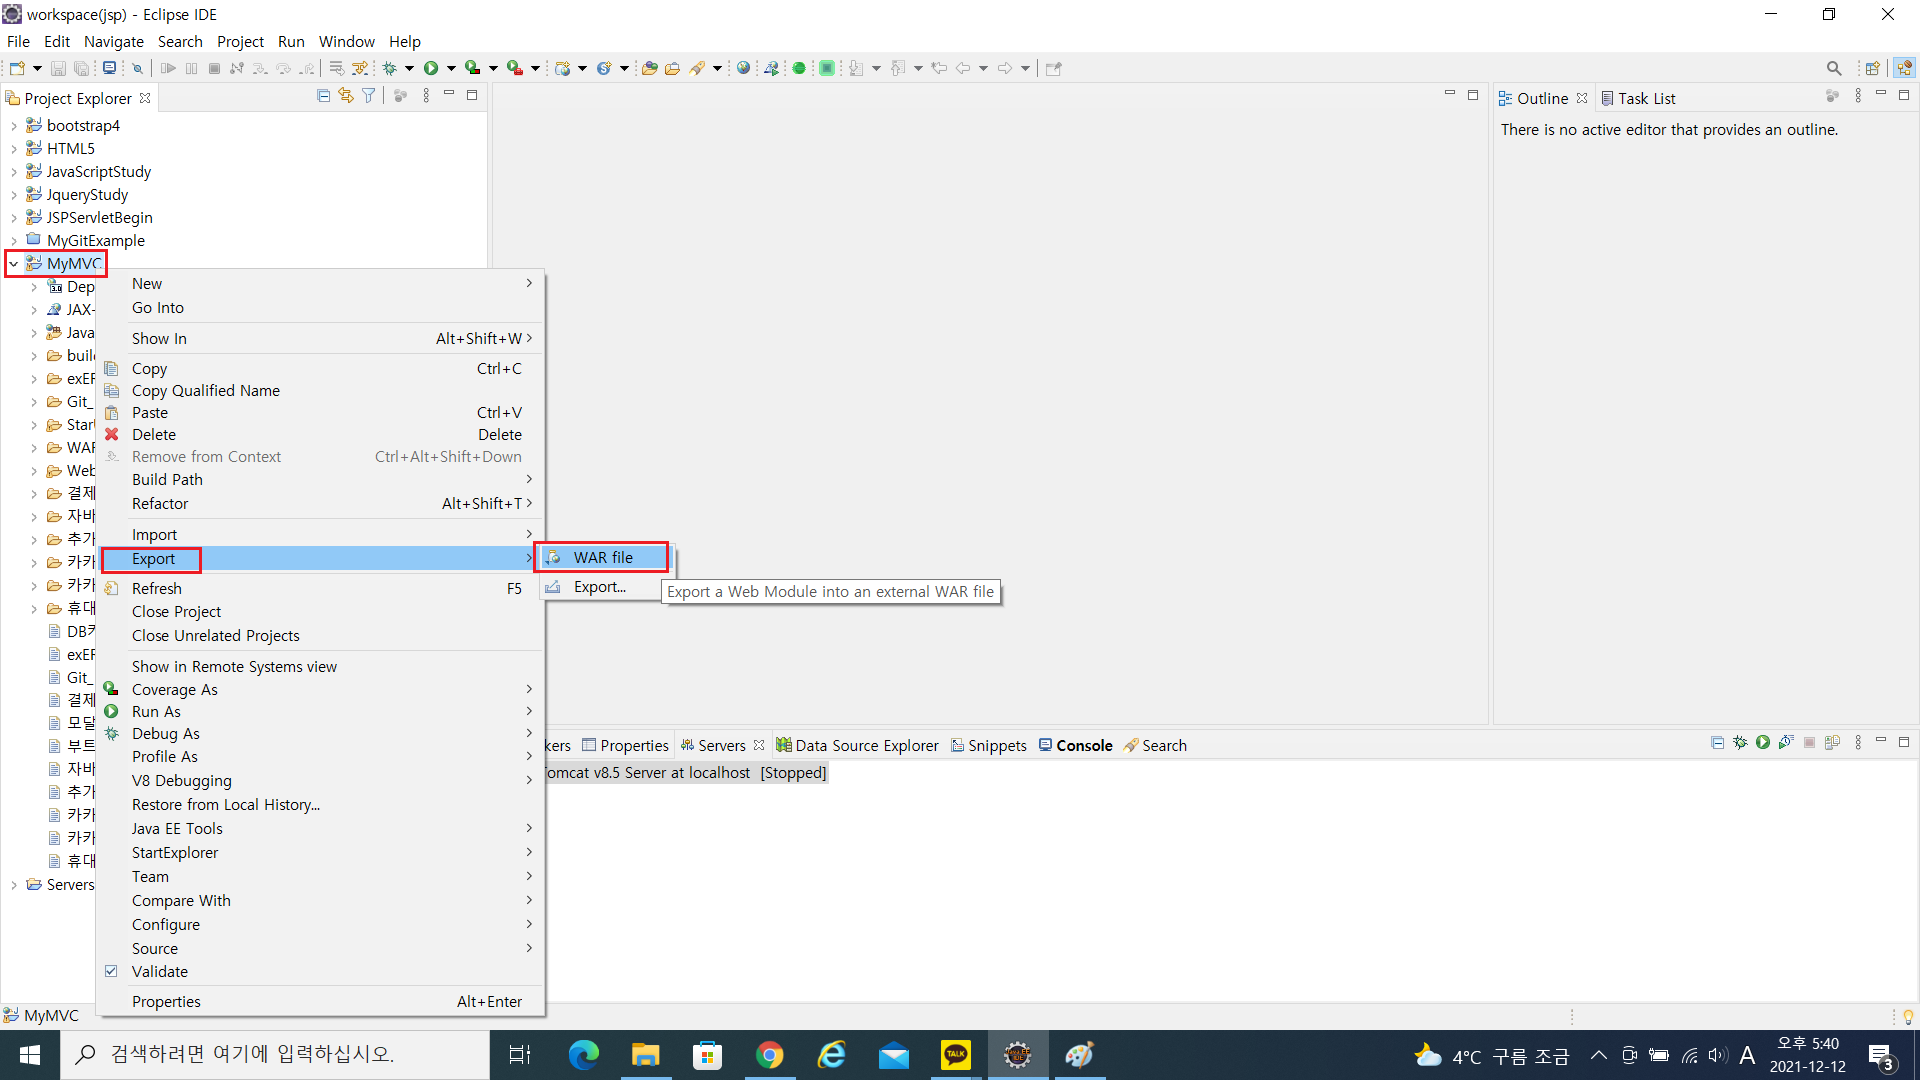 workspace(jsp) - Eclipse IDE
File Edit Navigate Search Project Run Window Help
Project Explorer
bootstrap4
HTML5
JavaScriptStudy
JqueryStudy
JSPServletBegin
MyGitExample
MyMVC
Dep
JAX-
Java
Git_
WAR
Web
결제
자바
추가
카카
카카
휴대
exER
Git_
결제
모달
부트
자바
추가
카카
카카
휴대
Servers
New
Go Into
Show In Alt+Shift+W
Copy Ctrl+C
Copy Qualified Name
Paste Ctrl+V
Delete Delete
Remove from Context Ctrl+Alt+Shift+Down
Build Path
Refactor Alt+Shift+T
Import
Export
Refresh F5
Close Project
Close Unrelated Projects
Show in Remote Systems view
Coverage As
Run As
Debug As
Profile As
V8 Debugging
Restore from Local History...
Java EE Tools
StartExplorer
Team
Compare With
Configure
Source
Validate
Properties Alt+Enter
WAR file
Export...
Export a Web Module into an external WAR file
Outline Task List
There is no active editor that provides an outline.
kers Properties Servers Data Source Explorer Snippets Console Search
Tomcat v8.5 Server at localhost [Stopped]
MyMVC
검색하려면 여기에 입력하십시오.
TALK
4°C 구름 조금
A
오후 5:40
2021-12-12
3